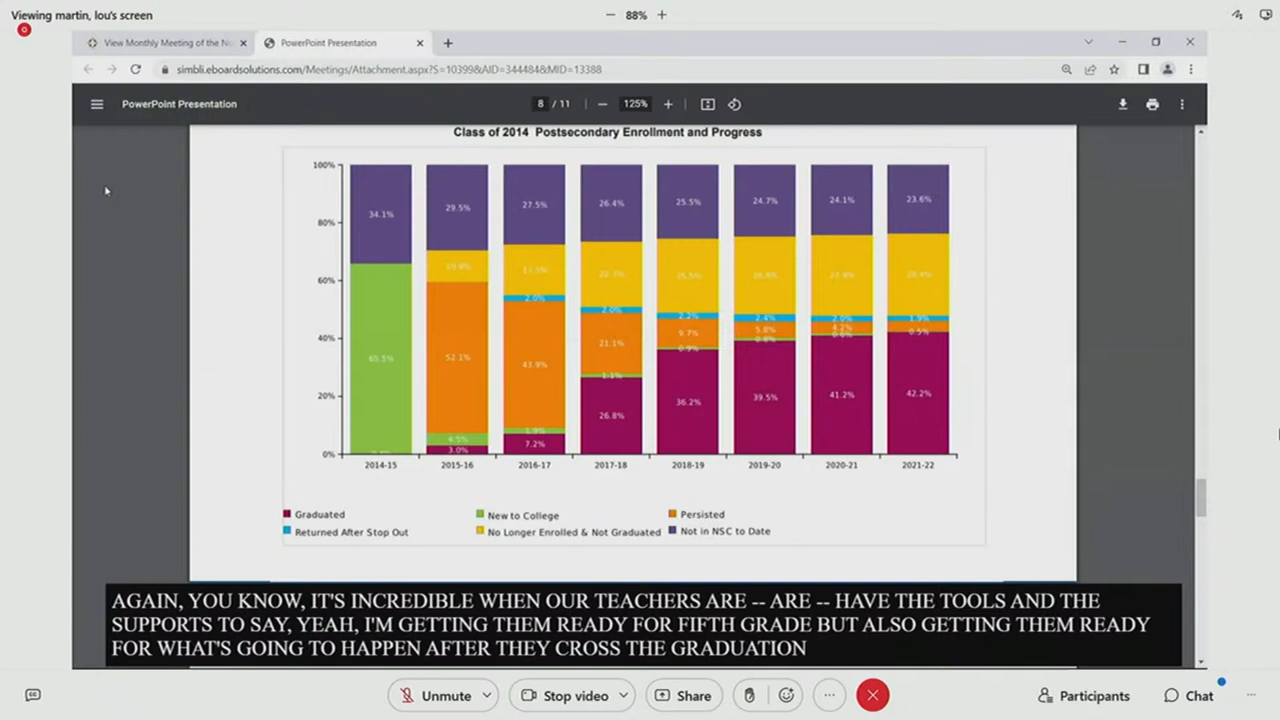 Viewing martin, lou's screen
88%
View Monthly Meeting of the
PowerPoint Presentation
simbli.eboardsolutions.com/Meetings/Attachment.aspx?S=10399&AID=344484&MID=13388
PowerPoint Presentation
8 / 11
125%
Class of 2014 Postsecondary Enrollment and Progress
100%
80%
60%
40%
20%
0%
34.1% 29.5% 27.5% 26.4% 25.5% 24.7% 24.1% 23.6%
65.5% 52.1% 43.9% 21.1% 9.7% 5.8% 4.2% 0.5%
2.0% 2.0% 2.4%
4.5% 1.1% 0.9%
3.0% 7.2% 26.8% 36.2% 39.5% 41.2% 42.2%
2014-15 2015-16 2016-17 2017-18 2018-19 2019-20 2020-21 2021-22
Graduated New to College Persisted
Returned After Stop Out No Longer Enrolled & Not Graduated Not in NSC to Date
AGAIN, YOU KNOW, IT'S INCREDIBLE WHEN OUR TEACHERS ARE -- ARE -- HAVE THE TOOLS AND THE
SUPPORTS TO SAY, YEAH, I'M GETTING THEM READY FOR FIFTH GRADE BUT ALSO GETTING THEM READY
FOR WHAT'S GOING TO HAPPEN AFTER THEY CROSS THE GRADUATION
Unmute Stop video Share Participants Chat